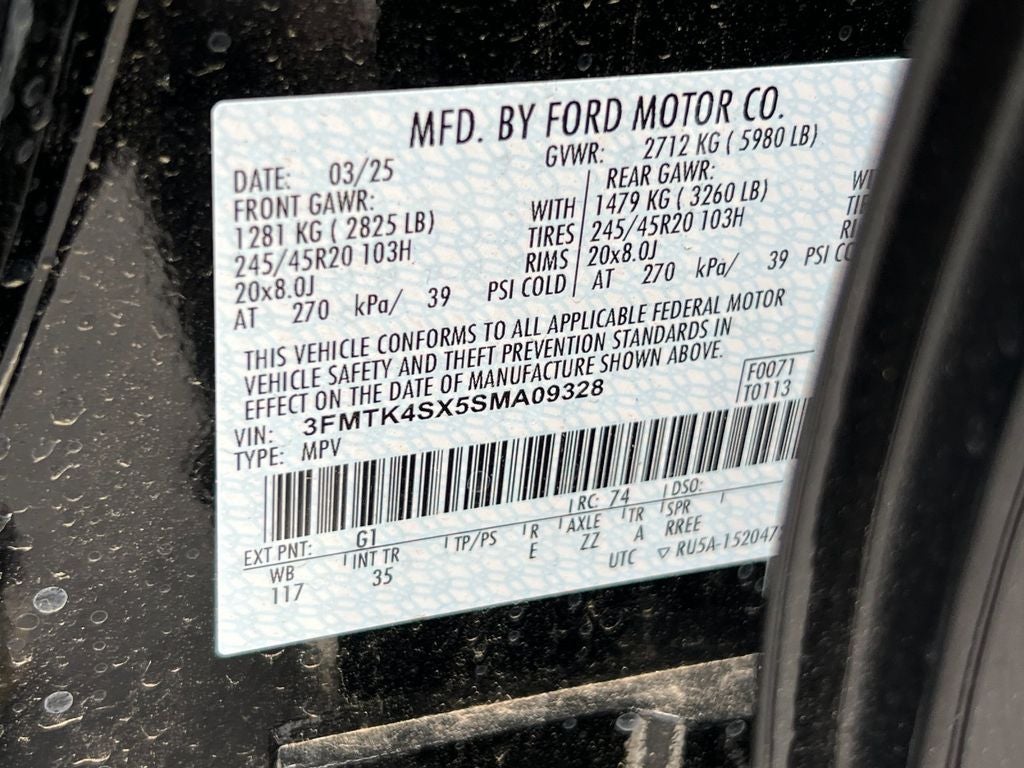 MFD. BY FORD MOTOR CO.
DATE: 03/25
GVWR: 2712 KG ( 5980 LB)
FRONT GAWR:
1281 KG ( 2825 LB) WITH
245/45R20 103H TIRES
20x8.0J RIMS
AT 270 kPa/ 39 PSI COLD
REAR GAWR:
1479 KG ( 3260 LB)
245/45R20 103H
20x8.0J
AT 270 kPa/ 39 PSI
THIS VEHICLE CONFORMS TO ALL APPLICABLE FEDERAL MOTOR
VEHICLE SAFETY AND THEFT PREVENTION STANDARDS IN
EFFECT ON THE DATE OF MANUFACTURE SHOWN ABOVE.
F0071
T0113
VIN: 3FMTK4SX5SMA09328
TYPE: MPV
EXT PNT: G1 RC: 74 DSO:
WB INT TR TP/PS R AXLE TR SPR
117 35 E ZZ A RREE
UTC ▽ RU5A-152047